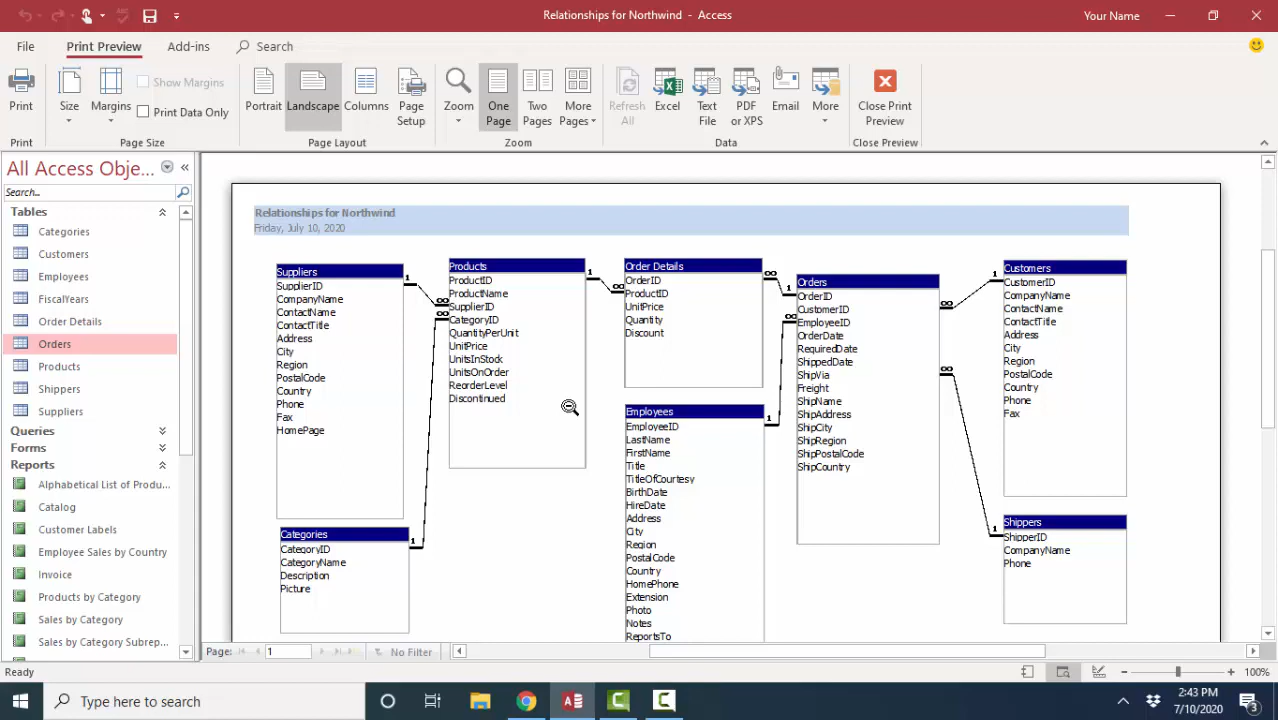 Relationships for Northwind - Access
Your Name
File
Print Preview
Add-ins
Search
Print
Size
Margins
Show Margins
Print Data Only
Portrait
Landscape
Columns
Page Setup
Zoom
One Page
Two Pages
More Pages
Refresh All
Excel
Text File
PDF or XPS
Email
More
Close Print Preview
Print
Page Size
Page Layout
Zoom
Data
Close Preview
All Access Obje...
Search...
Tables
Categories
Customers
Employees
FiscalYears
Order Details
Orders
Products
Shippers
Suppliers
Queries
Forms
Reports
Alphabetical List of Produ...
Catalog
Customer Labels
Employee Sales by Country
Invoice
Products by Category
Sales by Category
Sales by Category Subrep...
Relationships for Northwind
Friday, July 10, 2020
Suppliers
SupplierID
CompanyName
ContactName
ContactTitle
Address
City
Region
PostalCode
Country
Phone
Fax
HomePage
1
∞
∞
Categories
CategoryID
CategoryName
Description
Picture
1
Products
ProductID
ProductName
SupplierID
CategoryID
QuantityPerUnit
UnitPrice
UnitsInStock
UnitsOnOrder
ReorderLevel
Discontinued
1
∞
Order Details
OrderID
ProductID
UnitPrice
Quantity
Discount
∞
1
Employees
EmployeeID
LastName
FirstName
Title
TitleOfCourtesy
BirthDate
HireDate
Address
City
Region
PostalCode
Country
HomePhone
Extension
Photo
Notes
ReportsTo
1
∞
Orders
OrderID
CustomerID
EmployeeID
OrderDate
RequiredDate
ShippedDate
ShipVia
Freight
ShipName
ShipAddress
ShipCity
ShipRegion
ShipPostalCode
ShipCountry
∞
1
∞
1
Customers
CustomerID
CompanyName
ContactName
ContactTitle
Address
City
Region
PostalCode
Country
Phone
Fax
Shippers
ShipperID
CompanyName
Phone
Page: 1
No Filter
Ready
100%
Type here to search
2:43 PM
7/10/2020
3